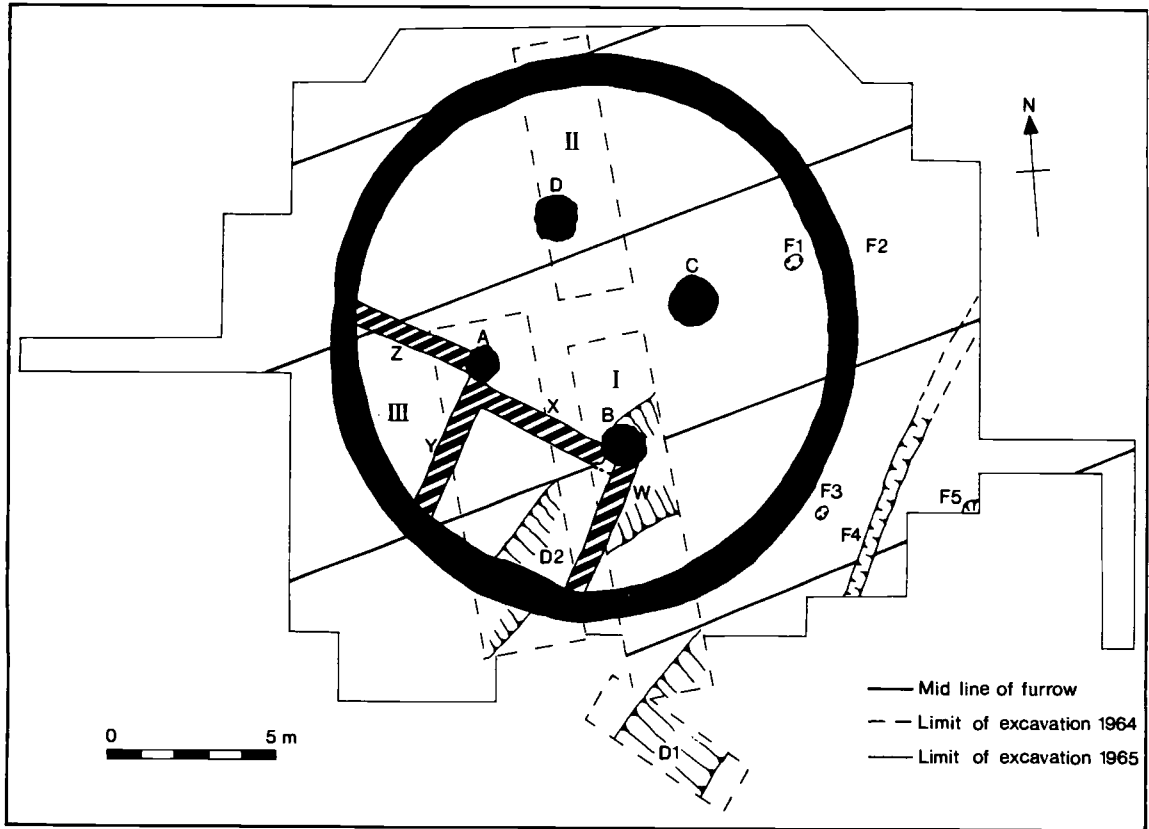 N
II
D
F1
F2
C
A
Z
I
X
B
III
Y
W
F3
F5
F4
D2
D1
Mid line of furrow
Limit of excavation 1964
Limit of excavation 1965
0 5 m